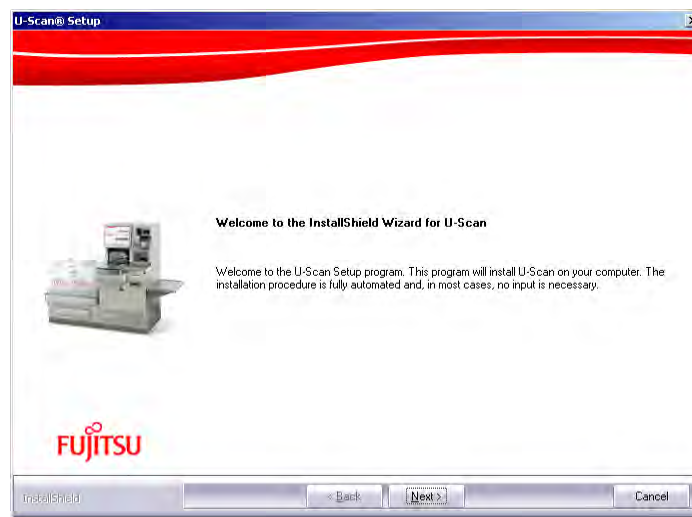 U-Scan® Setup
Welcome to the InstallShield Wizard for U-Scan
Welcome to the U-Scan Setup program. This program will install U-Scan on your computer. The
installation procedure is fully automated and, in most cases, no input is necessary.
FUJITSU
InstallShield
< Back
Next >
Cancel